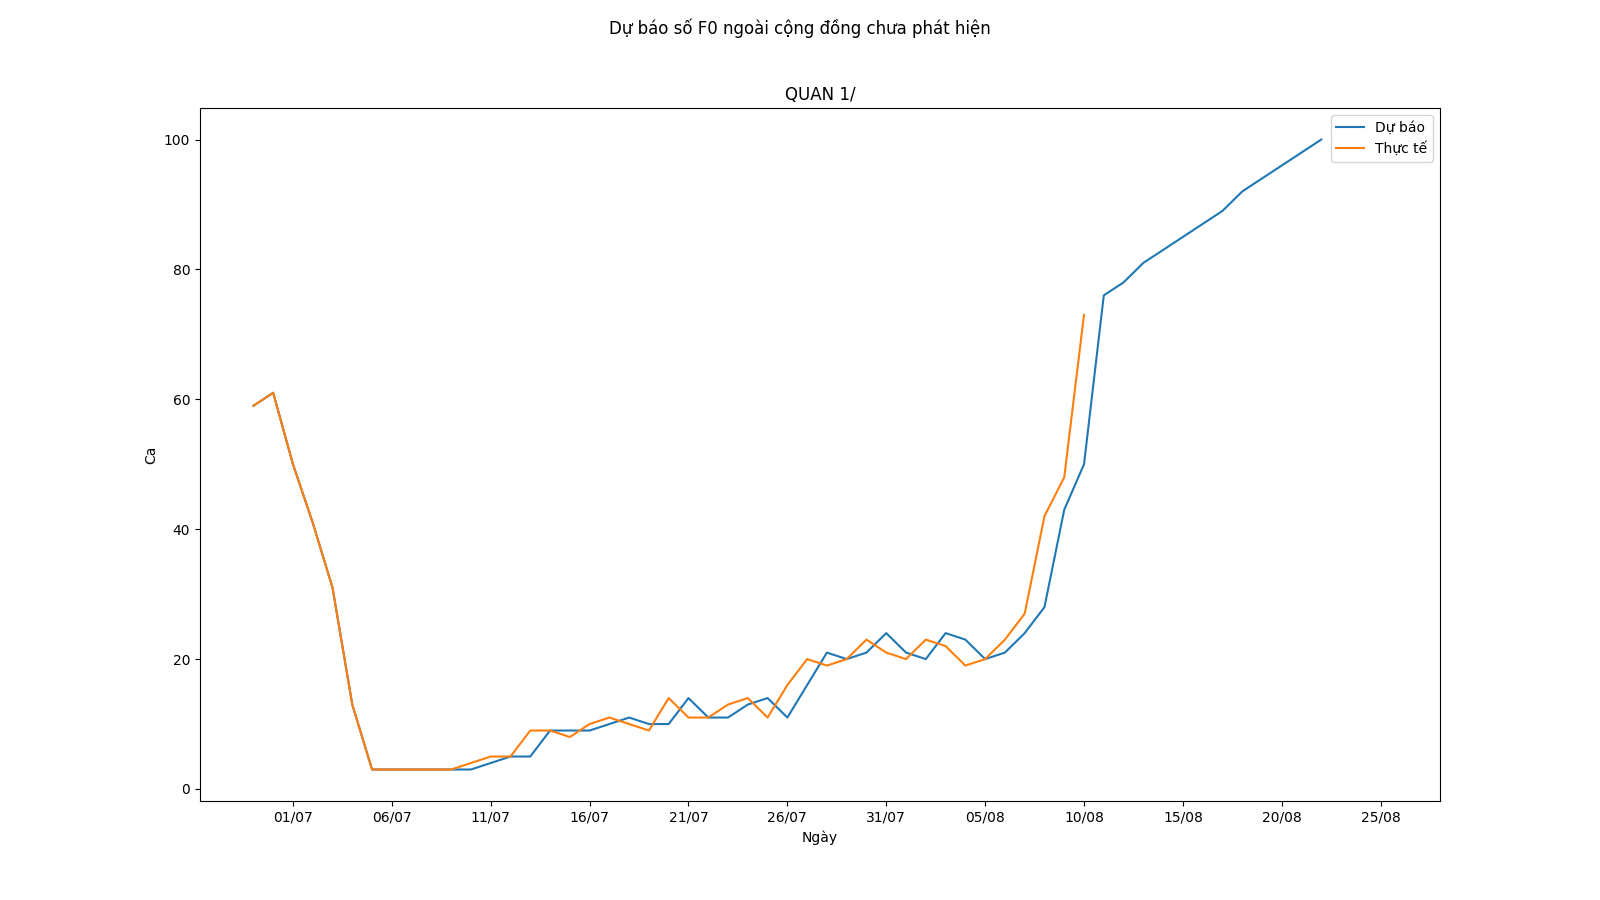 Dự báo số F0 ngoài cộng đồng chưa phát hiện
QUAN 1/
Dự báo
Thực tế
100
80
60
40
20
0
Ca
01/07 06/07 11/07 16/07 21/07 26/07 31/07 05/08 10/08 15/08 20/08 25/08
Ngày